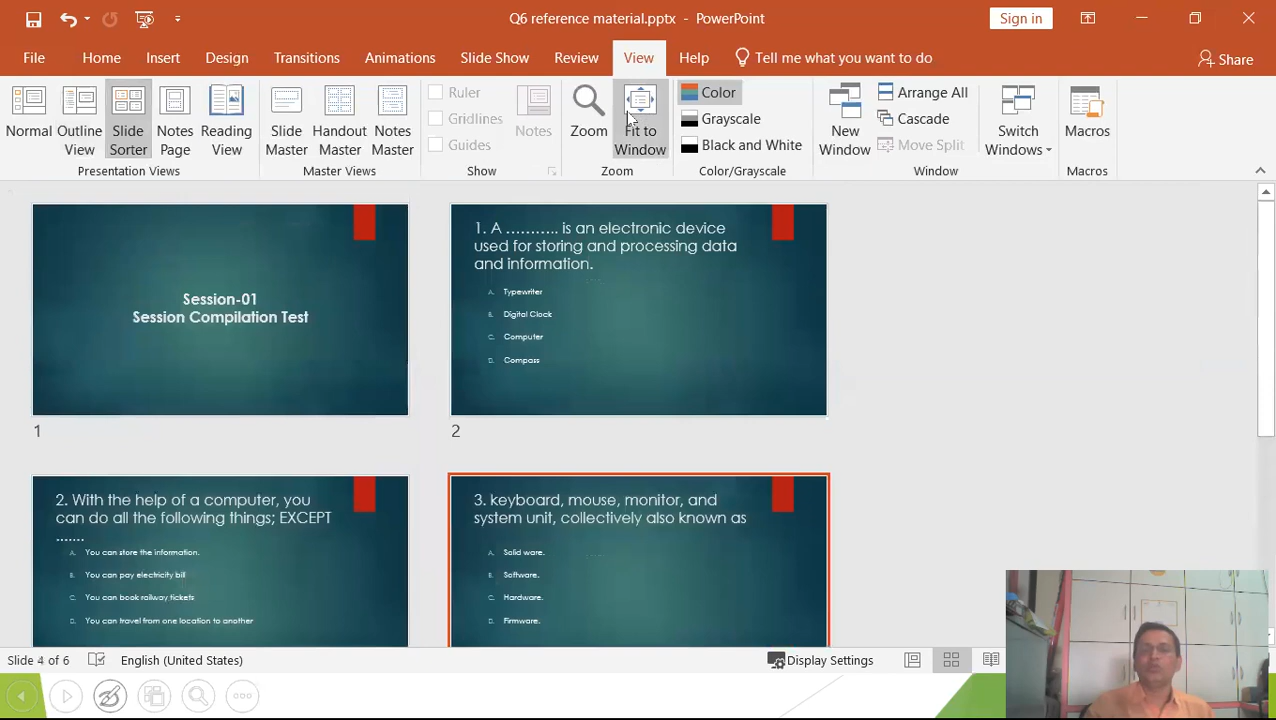 Q6 reference material.pptx - PowerPoint
Sign in
File Home Insert Design Transitions Animations Slide Show Review View Help Tell me what you want to do Share
Normal
Outline View
Slide Sorter
Notes Page
Reading View
Presentation Views
Slide Master
Handout Master
Notes Master
Master Views
Ruler
Gridlines
Guides
Notes
Show
Zoom
Fit to Window
Zoom
Color
Grayscale
Black and White
Color/Grayscale
New Window
Arrange All
Cascade
Move Split
Switch Windows
Window
Macros
Macros
Session-01
Session Compilation Test
1
1. A ........... is an electronic device
used for storing and processing data
and information.
A. Typewriter
B. Digital Clock
C. Computer
D. Compass
2
2. With the help of a computer, you
can do all the following things; EXCEPT
.......
A. You can store the information.
B. You can pay electricity bill
C. You can book railway tickets
D. You can travel from one location to another
3. keyboard, mouse, monitor, and
system unit, collectively also known as
A. Solid ware.
B. Software.
C. Hardware.
D. Firmware.
Slide 4 of 6
English (United States)
Display Settings